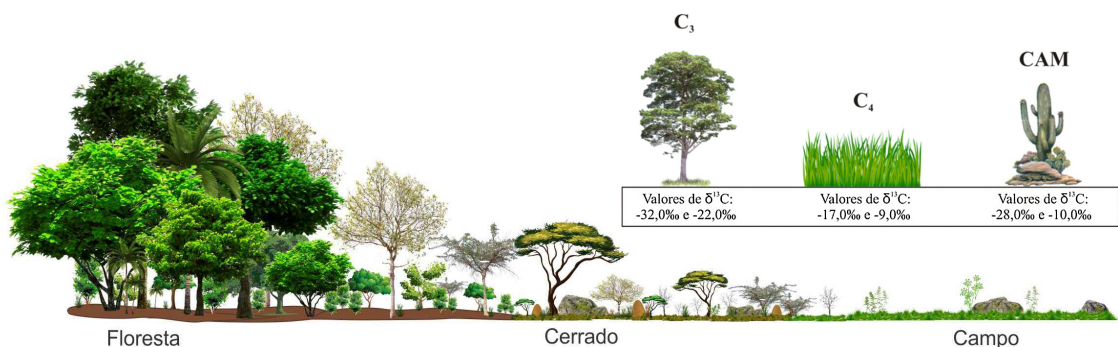 C₃
C₄
CAM
Valores de δ¹³C:
-32,0‰ e -22,0‰
Valores de δ¹³C:
-17,0‰ e -9,0‰
Valores de δ¹³C:
-28,0‰ e -10,0‰
Floresta
Cerrado
Campo